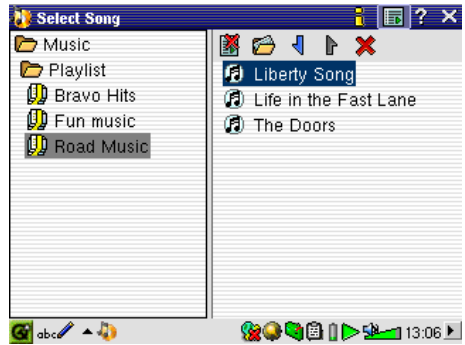 Select Song
?
Music
Playlist
Bravo Hits
Fun music
Road Music
Liberty Song
Life in the Fast Lane
The Doors
abc
13:06